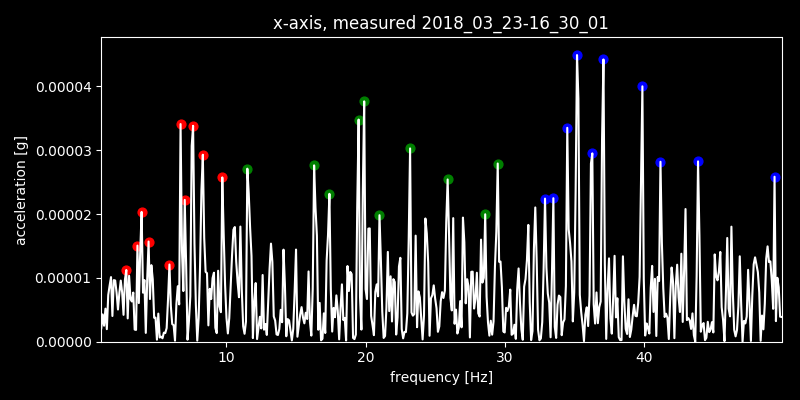 x-axis, measured 2018_03_23-16_30_01
0.00004
0.00003
0.00002
0.00001
0.00000
acceleration [g]
10 20 30 40
frequency [Hz]